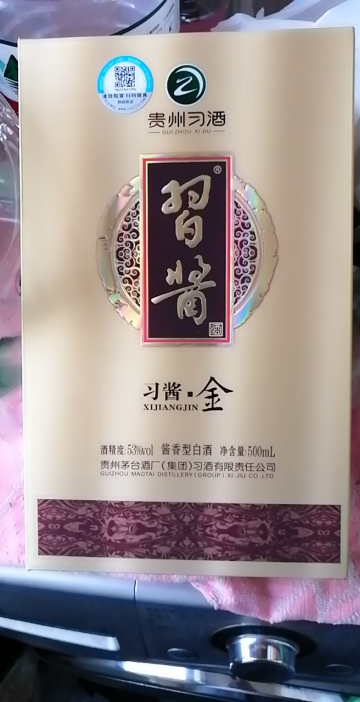 贵州习酒
GUI ZHOU XI JIU
習酱®
习酱·金
XIJIANGJIN
酒精度:53%vol 酱香型白酒 净含量:500mL
贵州茅台酒厂(集团)习酒有限责任公司
GUIZHOU MAOTAI DISTILLERY (GROUP) XI JIU CO.,LTD.